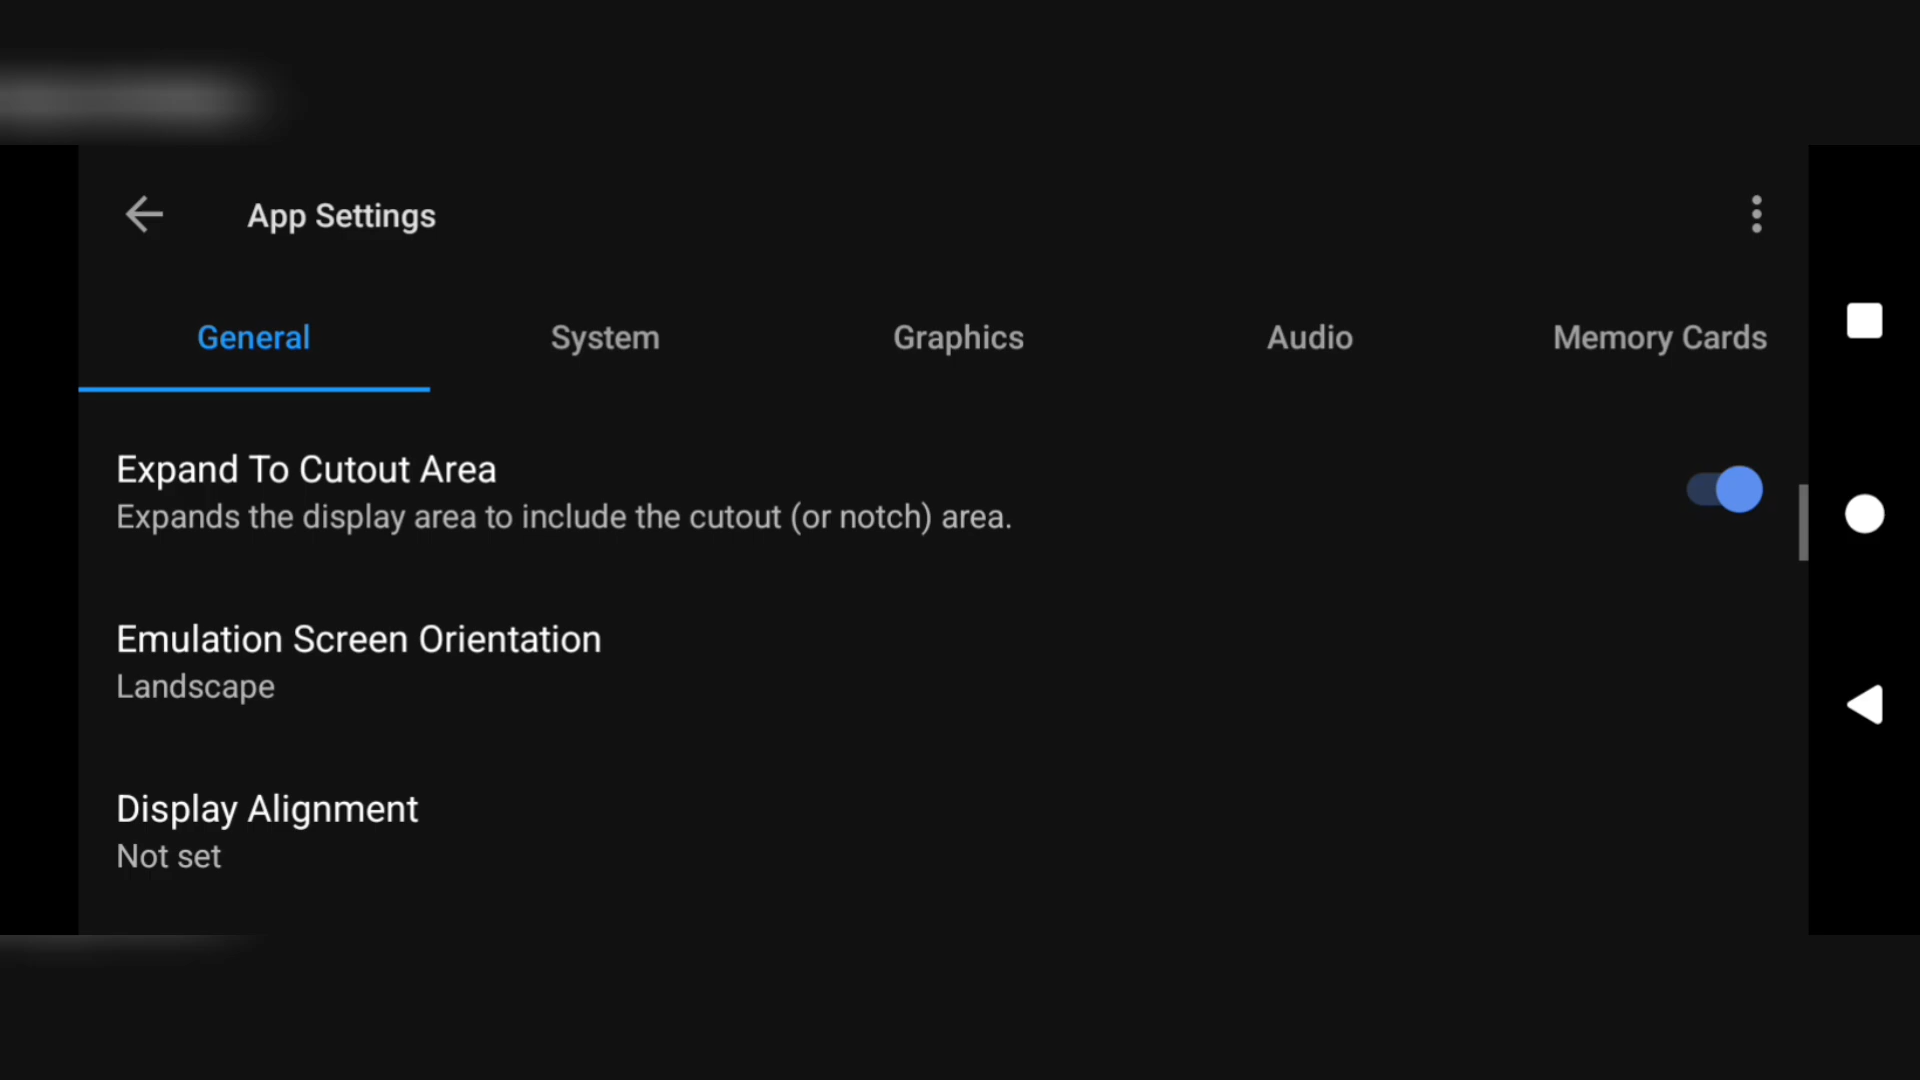 App Settings
General System Graphics Audio Memory Cards
Expand To Cutout Area
Expands the display area to include the cutout (or notch) area.
Emulation Screen Orientation
Landscape
Display Alignment
Not set